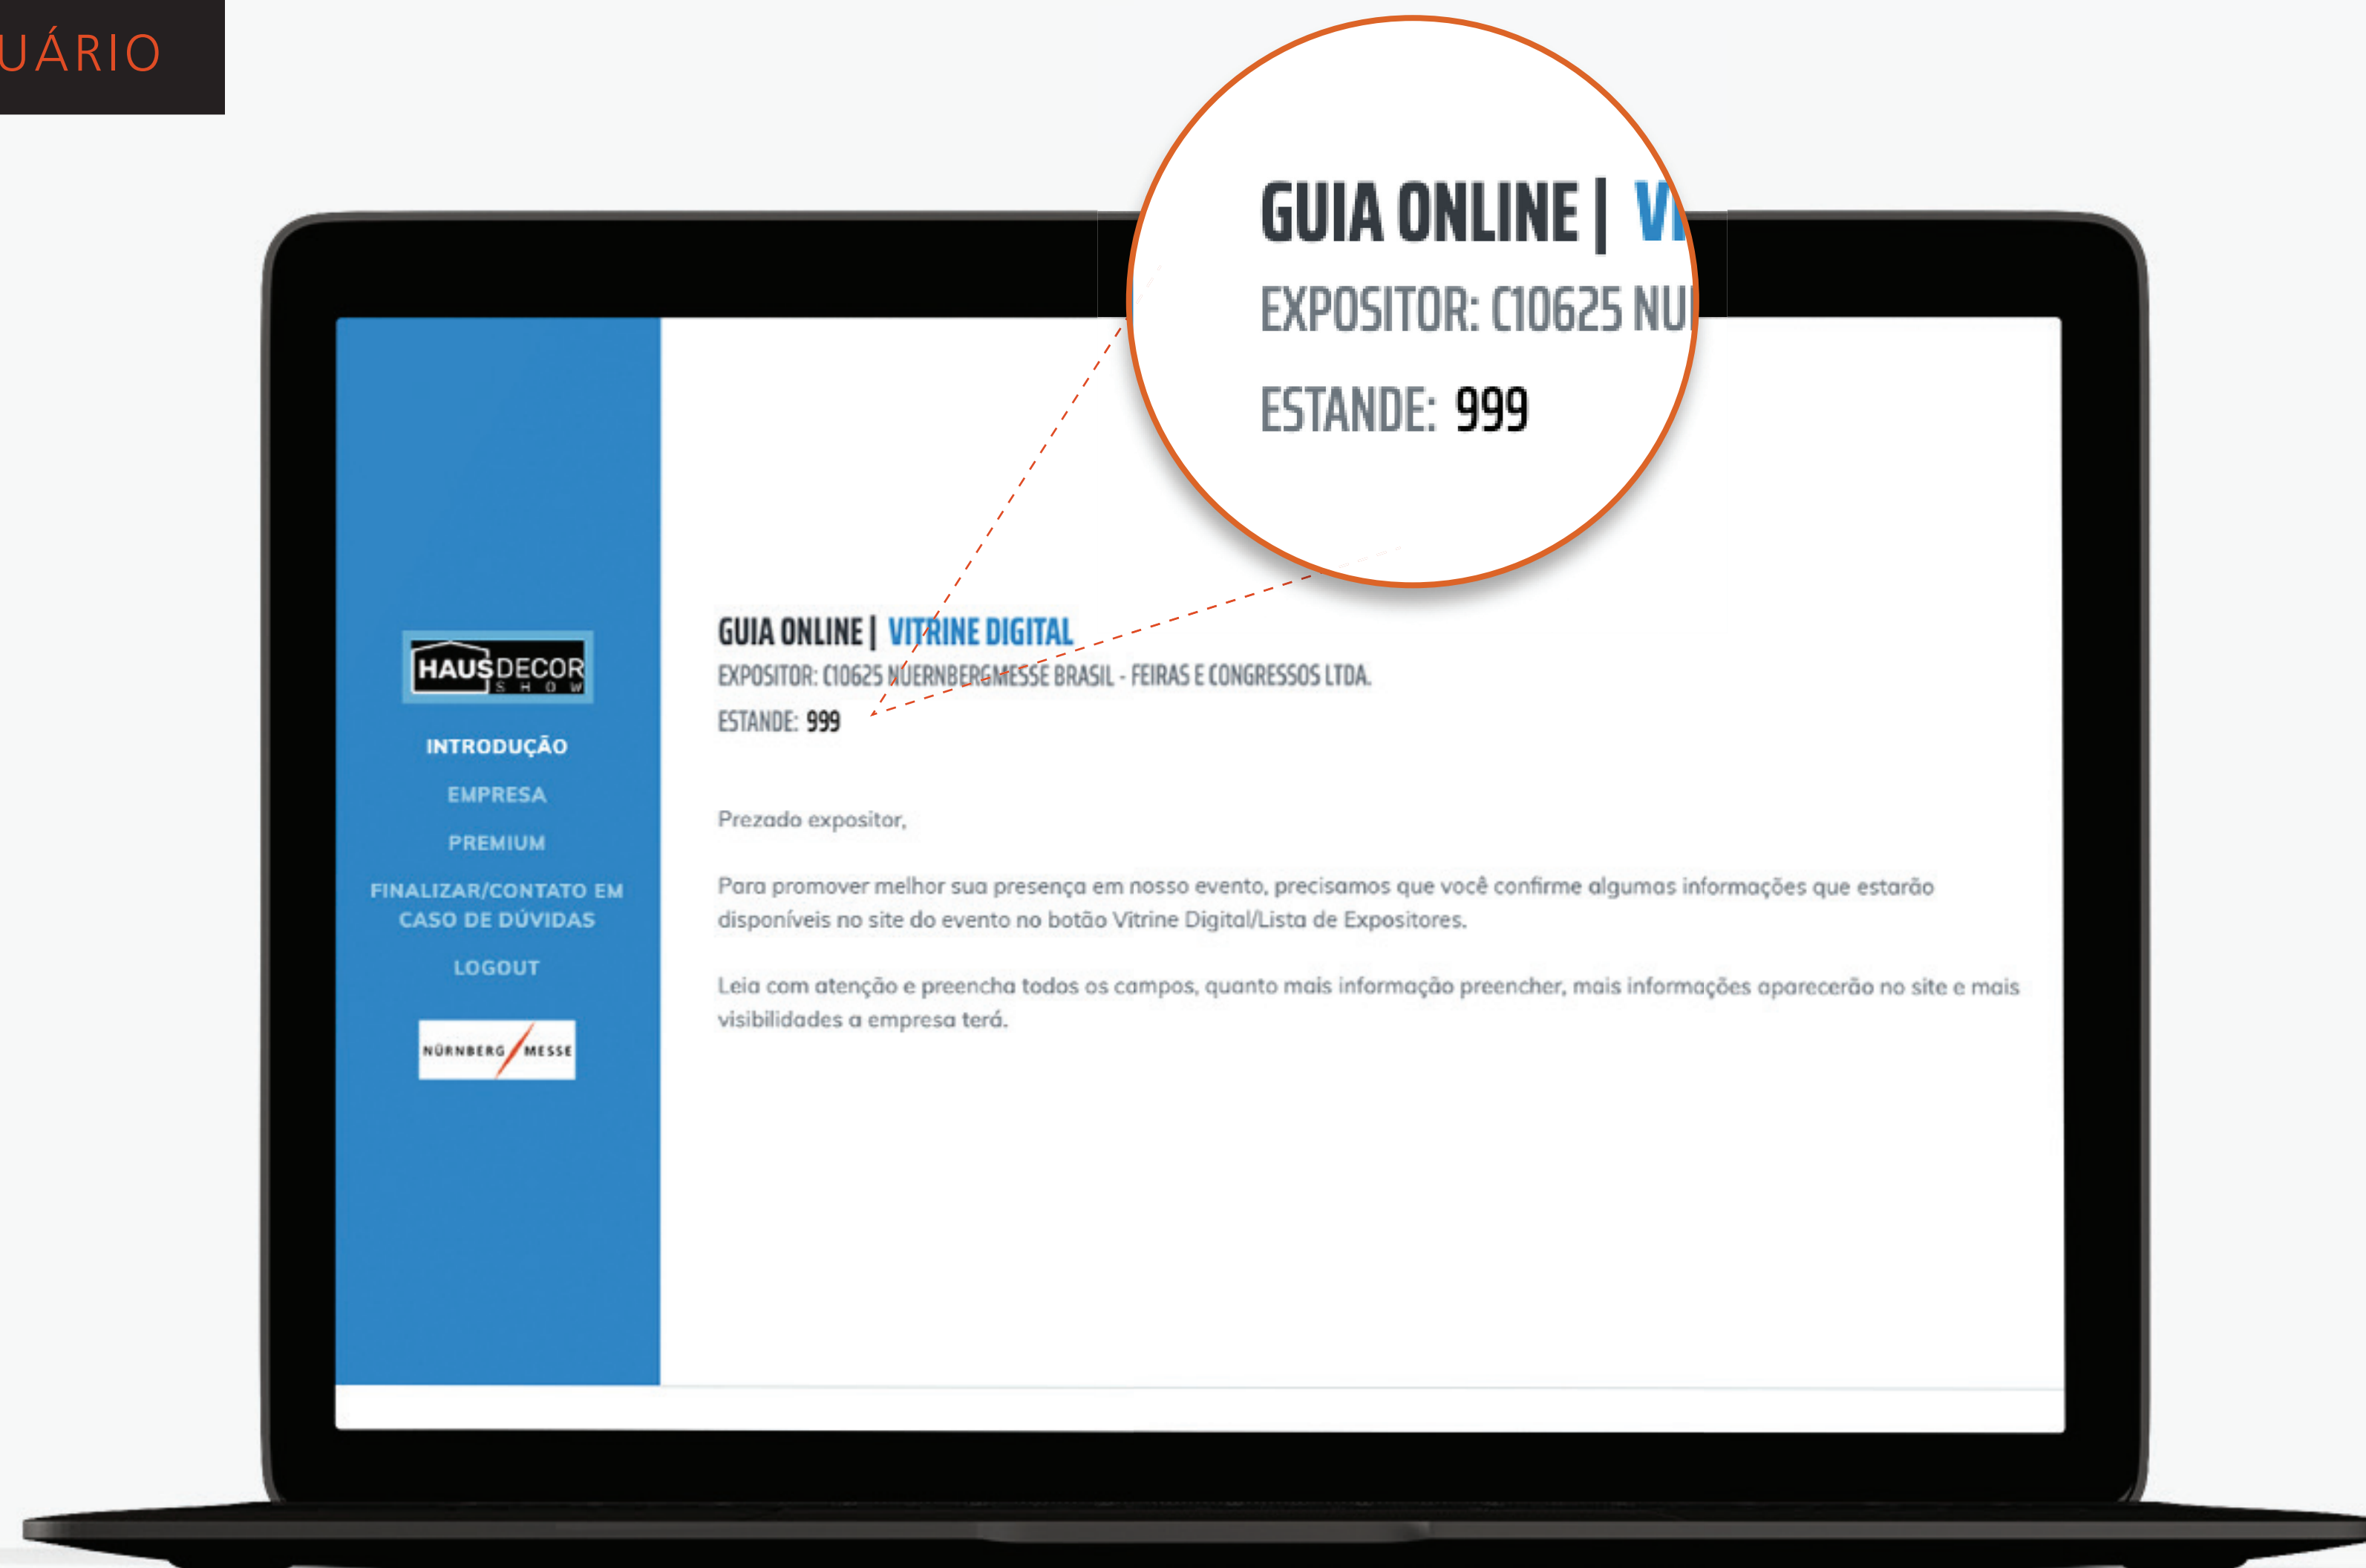 UÁRIO
GUIA ONLINE | VI
EXPOSITOR: C10625 NU
ESTANDE: 999
HAUSDECOR
SHOW
INTRODUÇÃO
EMPRESA
PREMIUM
FINALIZAR/CONTATO EM
CASO DE DÚVIDAS
LOGOUT
NÜRNBERG MESSE
GUIA ONLINE | VITRINE DIGITAL
EXPOSITOR: C10625 NUERNBERGMESSE BRASIL - FEIRAS E CONGRESSOS LTDA.
ESTANDE: 999
Prezado expositor,
Para promover melhor sua presença em nosso evento, precisamos que você confirme algumas informações que estarão
disponíveis no site do evento no botão Vitrine Digital/Lista de Expositores.
Leia com atenção e preencha todos os campos, quanto mais informação preencher, mais informações aparecerão no site e mais
visibilidades a empresa terá.